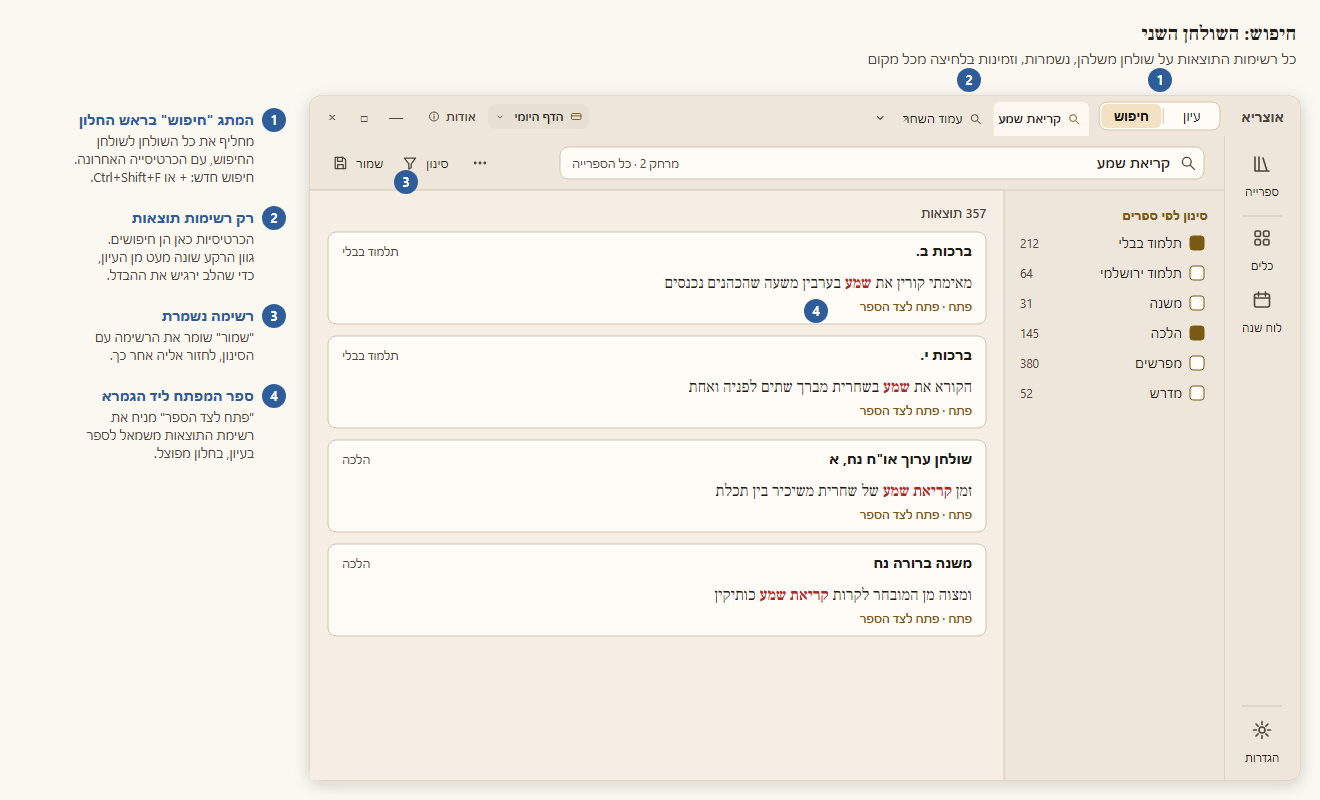 חיפוש: השולחן השני
כל רשימות התוצאות על שולחן משלהן, נשמרות, וזמינות בלחיצה מכל מקום
1
2
אוצריא
עיון
חיפוש
קריאת שמע
עמוד השחר
הדף היומי
אודות
ספרייה
כלים
לוח שנה
הגדרות
קריאת שמע
מרחק 2 · כל הספרייה
סינון
שמור
3
סינון לפי ספרים
תלמוד בבלי 212
תלמוד ירושלמי 64
משנה 31
הלכה 145
מפרשים 380
מדרש 52
357 תוצאות
ברכות ב.
תלמוד בבלי
מאימתי קורין את שמע בערבין משעה שהכהנים נכנסים
פתח · פתח לצד הספר
4
ברכות י.
תלמוד בבלי
הקורא את שמע בשחרית מברך שתים לפניה ואחת
פתח · פתח לצד הספר
שולחן ערוך או"ח נח, א
הלכה
זמן קריאת שמע של שחרית משיכיר בין תכלת
פתח · פתח לצד הספר
משנה ברורה נח
הלכה
ומצוה מן המובחר לקרות קריאת שמע כותיקין
פתח · פתח לצד הספר
1 המתג "חיפוש" בראש החלון
מחליף את כל השולחן לשולחן
החיפוש, עם הכרטיסייה האחרונה.
חיפוש חדש: + או Ctrl+Shift+F.
2 רק רשימות תוצאות
הכרטיסיות כאן הן חיפושים.
גוון הרקע שונה מעט מן העיון,
כדי שהלב ירגיש את ההבדל.
3 רשימה נשמרת
"שמור" שומר את הרשימה עם
הסינון, לחזור אליה אחר כך.
4 ספר המפתח ליד הגמרא
"פתח לצד הספר" מניח את
רשימת התוצאות משמאל לספר
בעיון, בחלון מפוצל.